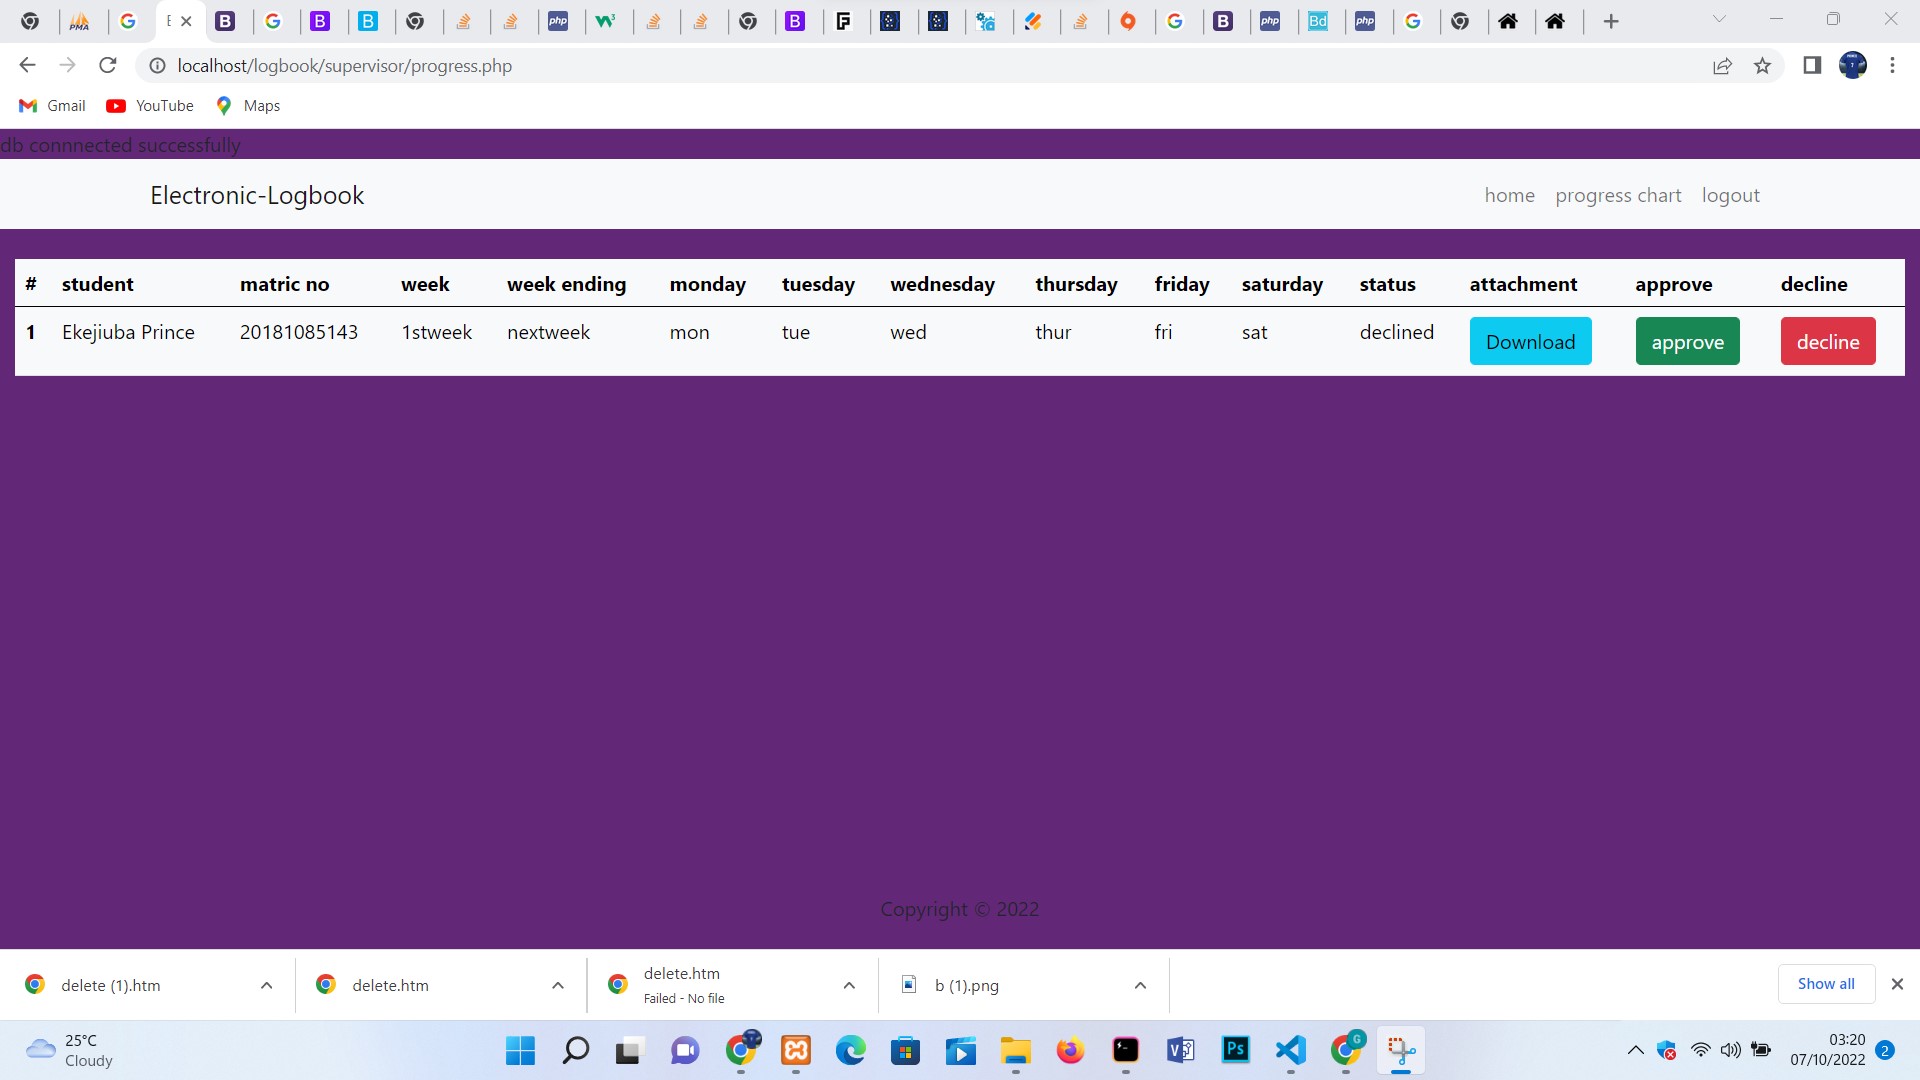 PMA
php
localhost/logbook/supervisor/progress.php
Gmail YouTube Maps
db connnected successfully
Electronic-Logbook home progress chart logout
# student matric no week week ending monday tuesday wednesday thursday friday saturday status attachment approve decline
1 Ekejiuba Prince 20181085143 1stweek nextweek mon tue wed thur fri sat declined Download approve decline
Copyright © 2022
delete (1).htm
delete.htm
delete.htm
Failed - No file
b (1).png
Show all
25°C
Cloudy
03:20
07/10/2022
2